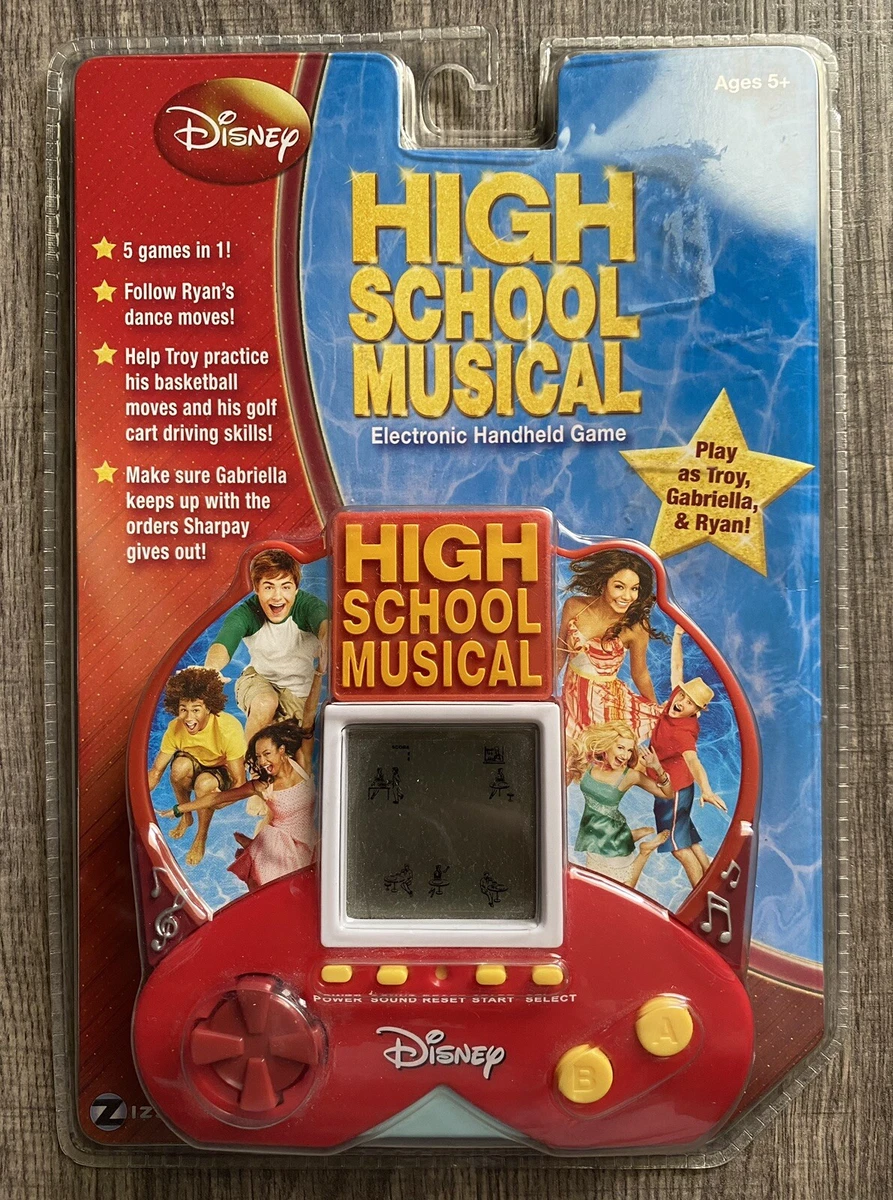 Disney
Ages 5+
HIGH
SCHOOL
MUSICAL
Electronic Handheld Game
5 games in 1!
Follow Ryan's
dance moves!
Help Troy practice
his basketball
moves and his golf
cart driving skills!
Make sure Gabriella
keeps up with the
orders Sharpay
gives out!
Play
as Troy,
Gabriella,
& Ryan!
HIGH
SCHOOL
MUSICAL
POWER SOUND RESET START SELECT
Disney
A
B